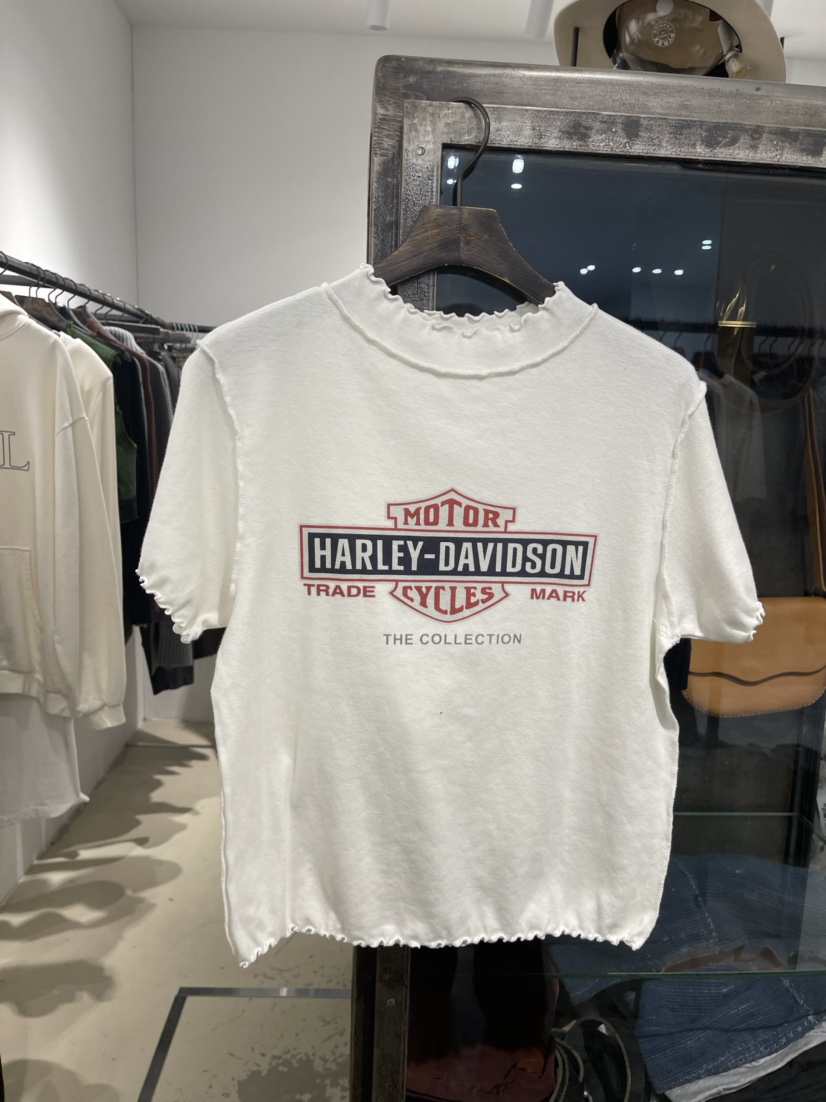 MOTOR
HARLEY-DAVIDSON
TRADE CYCLES MARK
THE COLLECTION
L